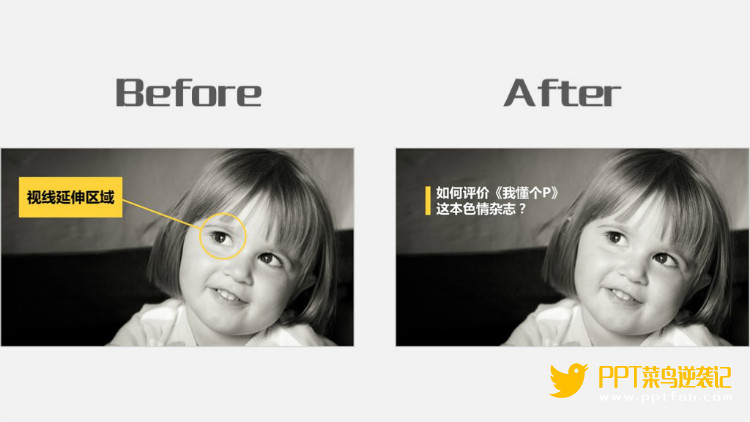 Before
After
视线延伸区域
如何评价《我懂个P》
这本色情杂志？
PPT菜鸟逆袭记
www.pptfan.com